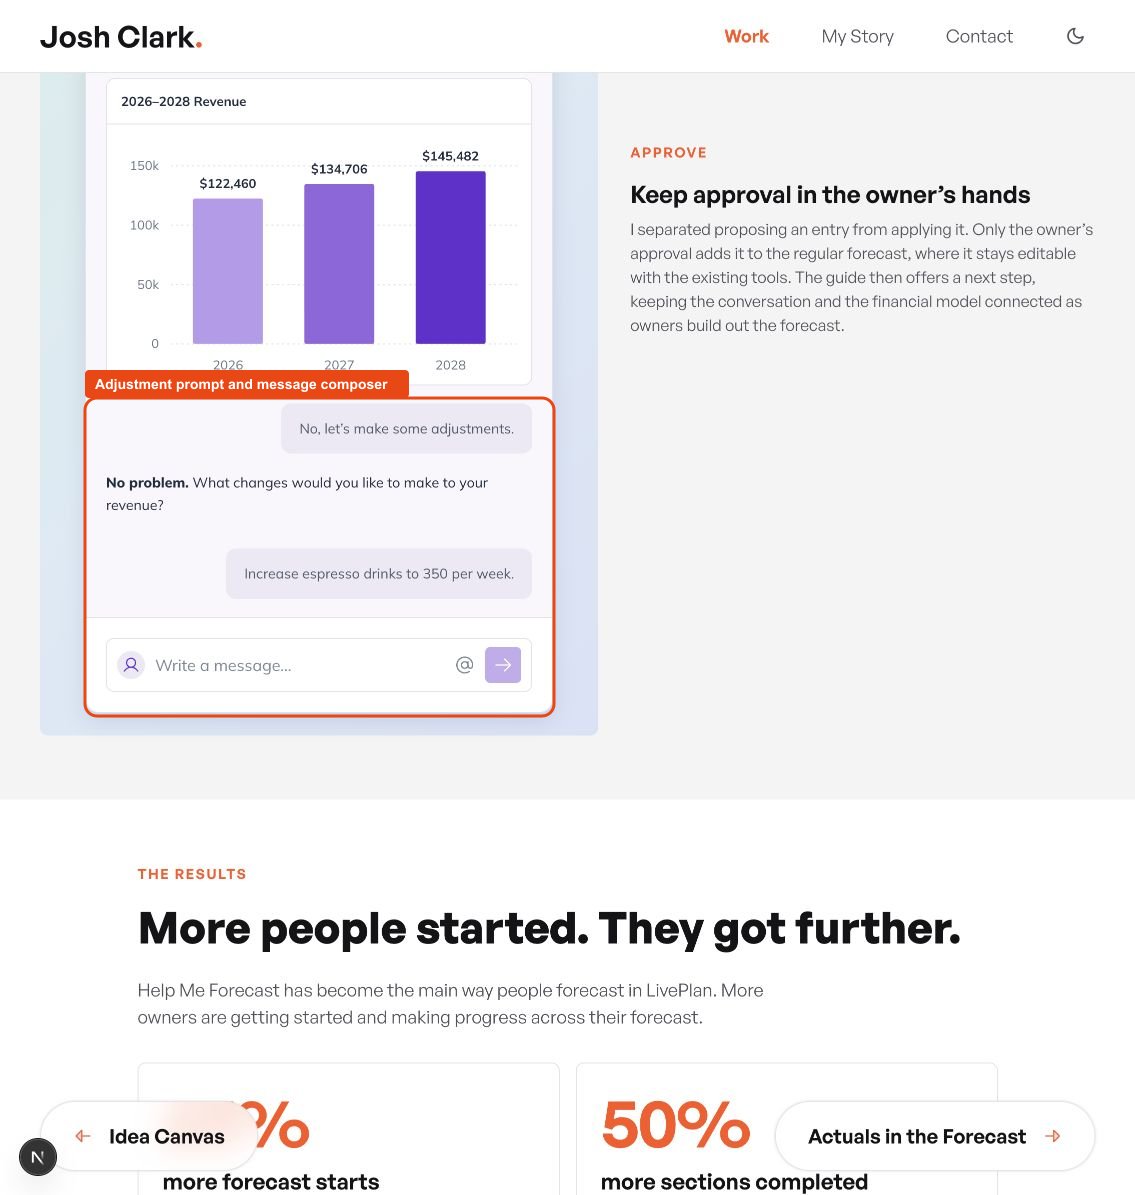 Josh Clark.
Work
My Story
Contact
2026–2028 Revenue
150k
100k
50k
0
$122,460
$134,706
$145,482
2026
2027
2028
Adjustment prompt and message composer
No, let's make some adjustments.
No problem. What changes would you like to make to your
revenue?
Increase espresso drinks to 350 per week.
Write a message...
@
APPROVE
Keep approval in the owner’s hands
I separated proposing an entry from applying it. Only the owner’s
approval adds it to the regular forecast, where it stays editable
with the existing tools. The guide then offers a next step,
keeping the conversation and the financial model connected as
owners build out the forecast.
THE RESULTS
More people started. They got further.
Help Me Forecast has become the main way people forecast in LivePlan. More
owners are getting started and making progress across their forecast.
%
more forecast starts
50%
more sections completed
Idea Canvas
Actuals in the Forecast
N